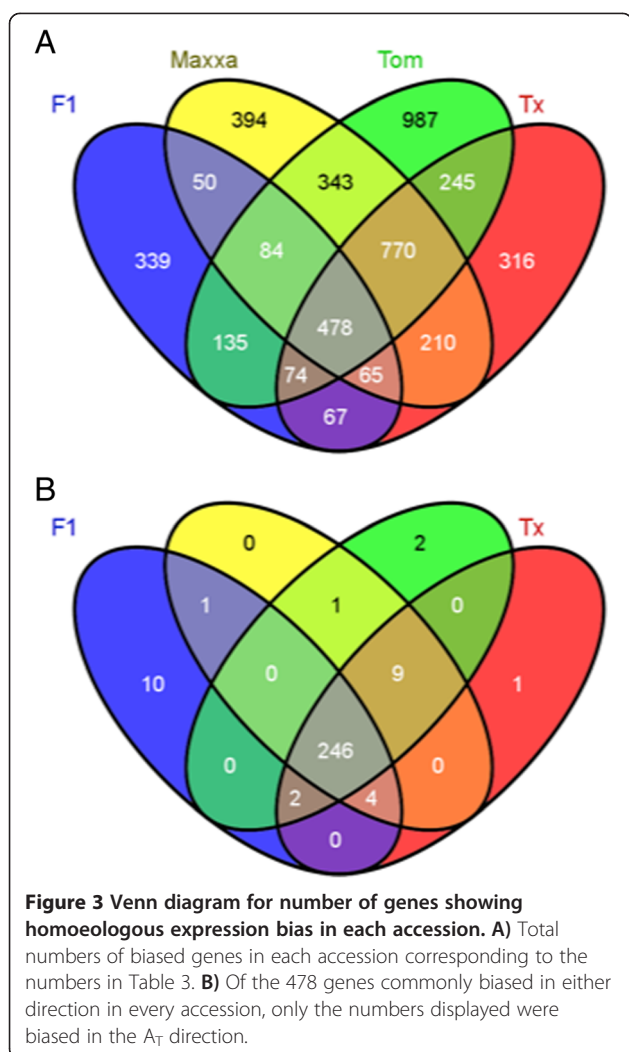 A
Maxxa Tom
F1 Tx
394 987
50 343 245
84 770
339 316
478
135 210
74 65
67
B
F1 Tx
0 2
1 1 0
0 9
10 1
246
0 0
2 4
0
Figure 3 Venn diagram for number of genes showing
homoeologous expression bias in each accession. A) Total
numbers of biased genes in each accession corresponding to the
numbers in Table 3. B) Of the 478 genes commonly biased in either
direction in every accession, only the numbers displayed were
biased in the A_T direction.